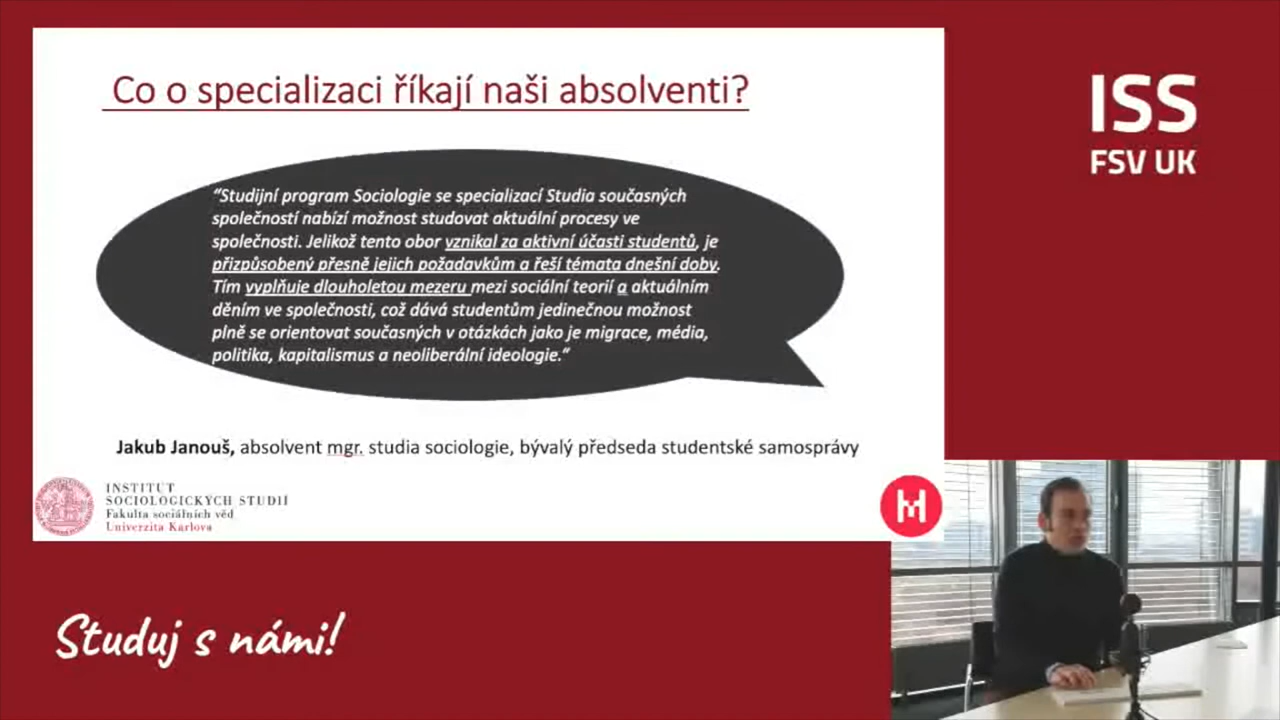 Co o specializaci říkají naši absolventi?
“Studijní program Sociologie se specializací Studia současných
společností nabízí možnost studovat aktuální procesy ve
společnosti. Jelikož tento obor vznikal za aktivní účasti studentů, je
přizpůsobený přesně jejich požadavkům a řeší témata dnešní doby.
Tím vyplňuje dlouholetou mezeru mezi sociální teorií a aktuálním
děním ve společnosti, což dává studentům jedinečnou možnost
plně se orientovat současných v otázkách jako je migrace, média,
politika, kapitalismus a neoliberální ideologie.“
Jakub Janouš, absolvent mgr. studia sociologie, bývalý předseda studentské samosprávy
INSTITUT
SOCIOLOGICKÝCH STUDIÍ
Fakulta sociálních věd
Univerzita Karlova
M
ISS
FSV UK
Studuj s námi!